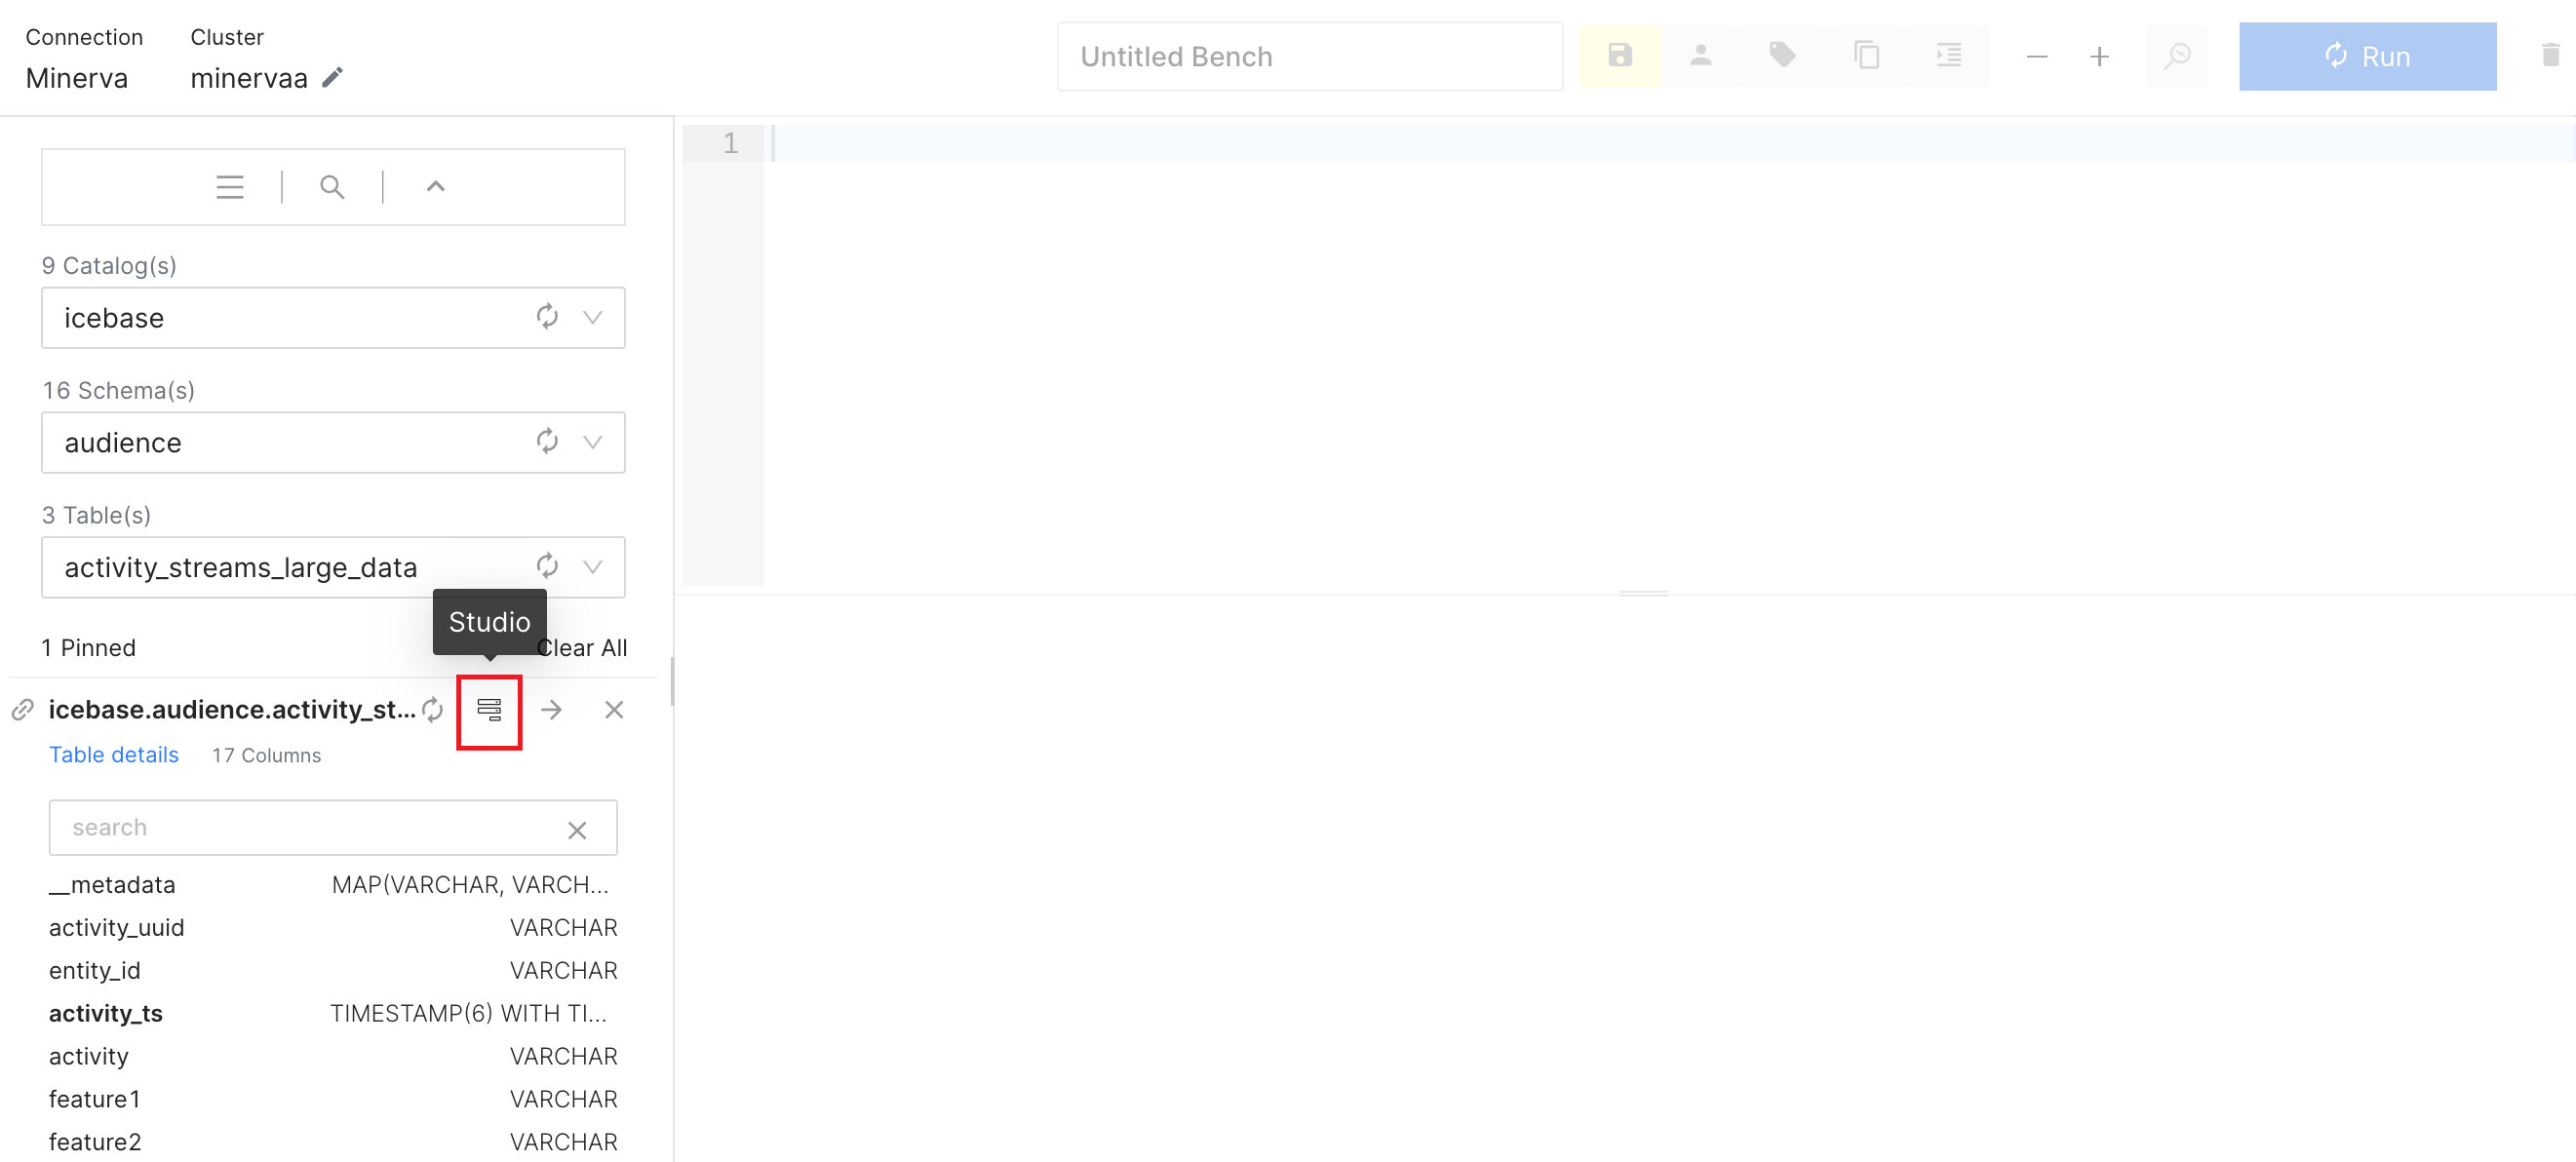 Connection Cluster
Minerva minervaa
Untitled Bench
Run
1
9 Catalog(s)
icebase
16 Schema(s)
audience
3 Table(s)
activity_streams_large_data
Studio
1 Pinned Clear All
icebase.audience.activity_st...
Table details 17 Columns
search
__metadata MAP(VARCHAR, VARCH...
activity_uuid VARCHAR
entity_id VARCHAR
activity_ts TIMESTAMP(6) WITH TI...
activity VARCHAR
feature1 VARCHAR
feature2 VARCHAR